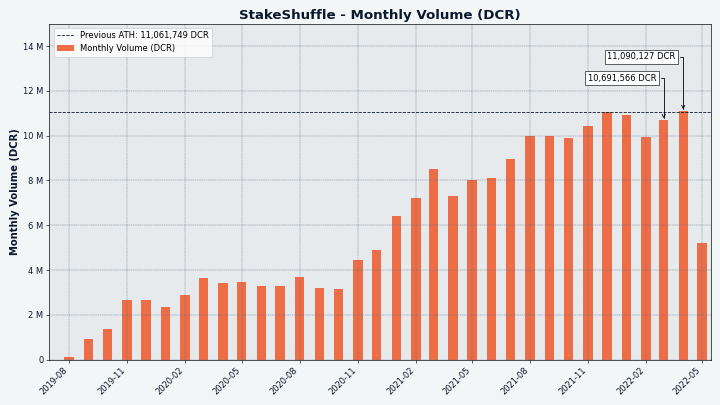 StakeShuffle - Monthly Volume (DCR)
Previous ATH: 11,061,749 DCR
Monthly Volume (DCR)
11,090,127 DCR
10,691,566 DCR
Monthly Volume (DCR)
14 M
12 M
10 M
8 M
6 M
4 M
2 M
0
2019-08
2019-11
2020-02
2020-05
2020-08
2020-11
2021-02
2021-05
2021-08
2021-11
2022-02
2022-05